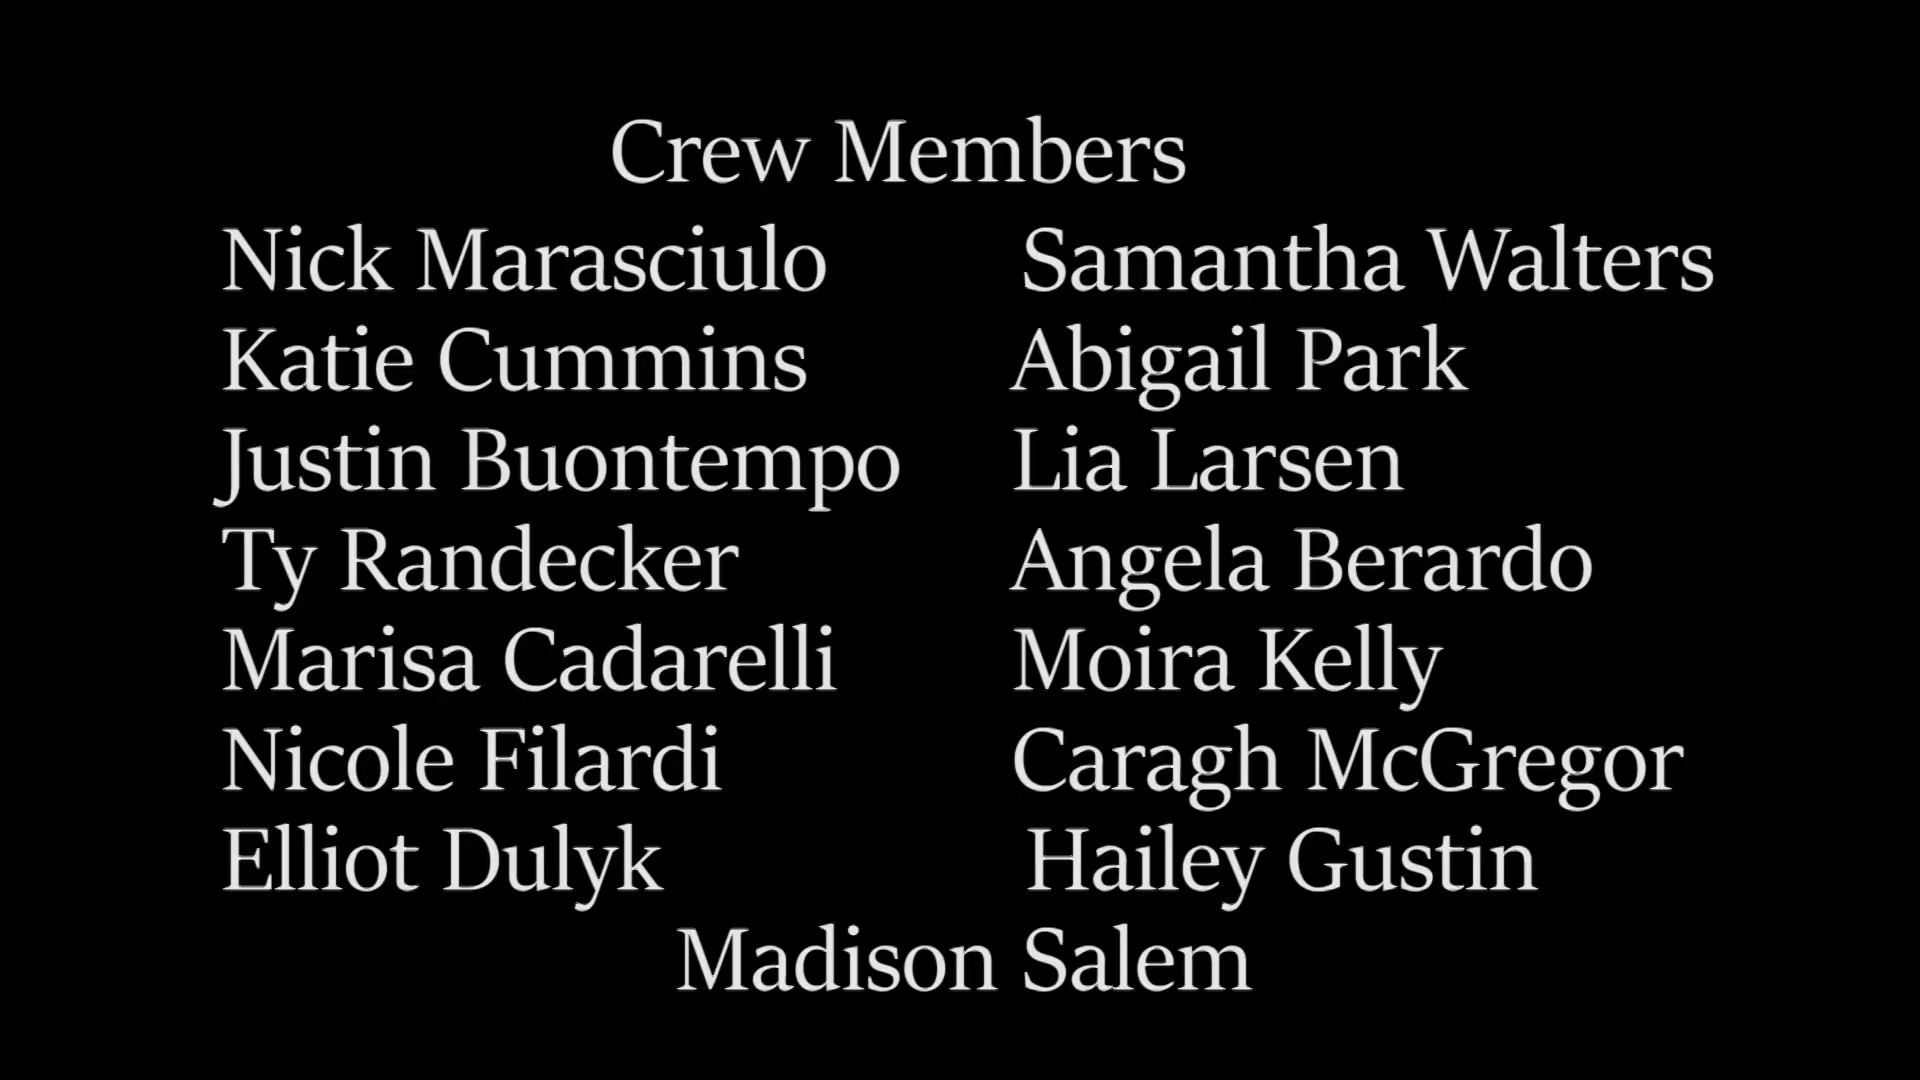 Crew Members
Nick Marasciulo Samantha Walters
Katie Cummins Abigail Park
Justin Buontempo Lia Larsen
Ty Randecker Angela Berardo
Marisa Cadarelli Moira Kelly
Nicole Filardi Caragh McGregor
Elliot Dulyk Hailey Gustin
Madison Salem